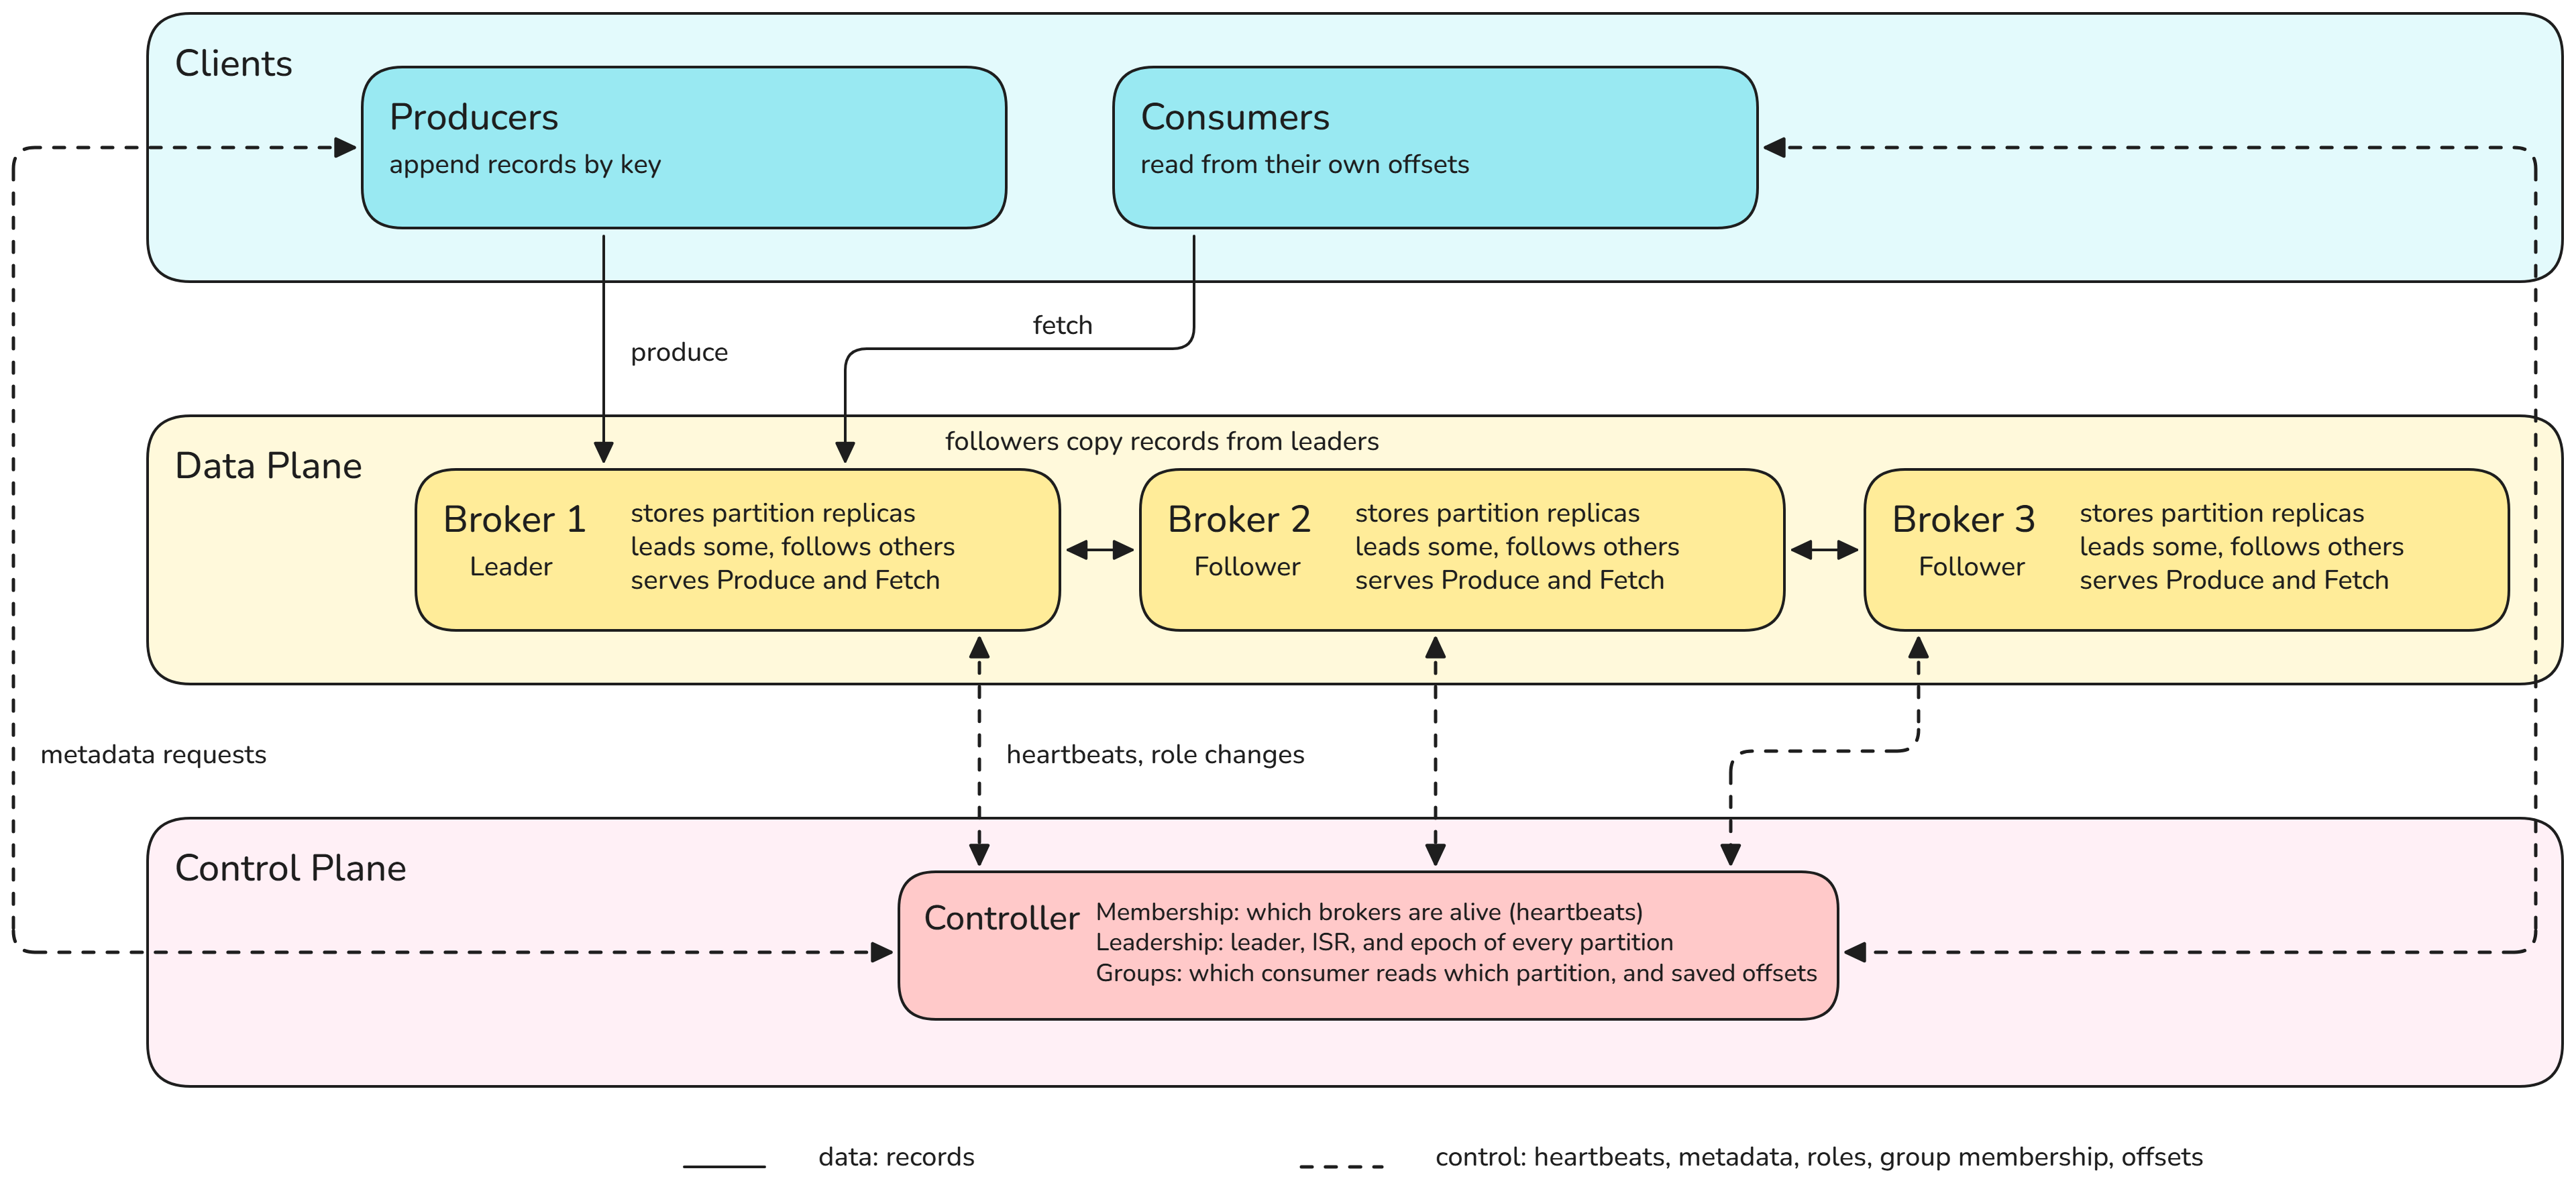 Clients
Producers
append records by key
Consumers
read from their own offsets
produce
fetch
Data Plane
followers copy records from leaders
Broker 1
Leader
stores partition replicas
leads some, follows others
serves Produce and Fetch
Broker 2
Follower
stores partition replicas
leads some, follows others
serves Produce and Fetch
Broker 3
Follower
stores partition replicas
leads some, follows others
serves Produce and Fetch
metadata requests
heartbeats, role changes
Control Plane
Controller
Membership: which brokers are alive (heartbeats)
Leadership: leader, ISR, and epoch of every partition
Groups: which consumer reads which partition, and saved offsets
data: records
control: heartbeats, metadata, roles, group membership, offsets